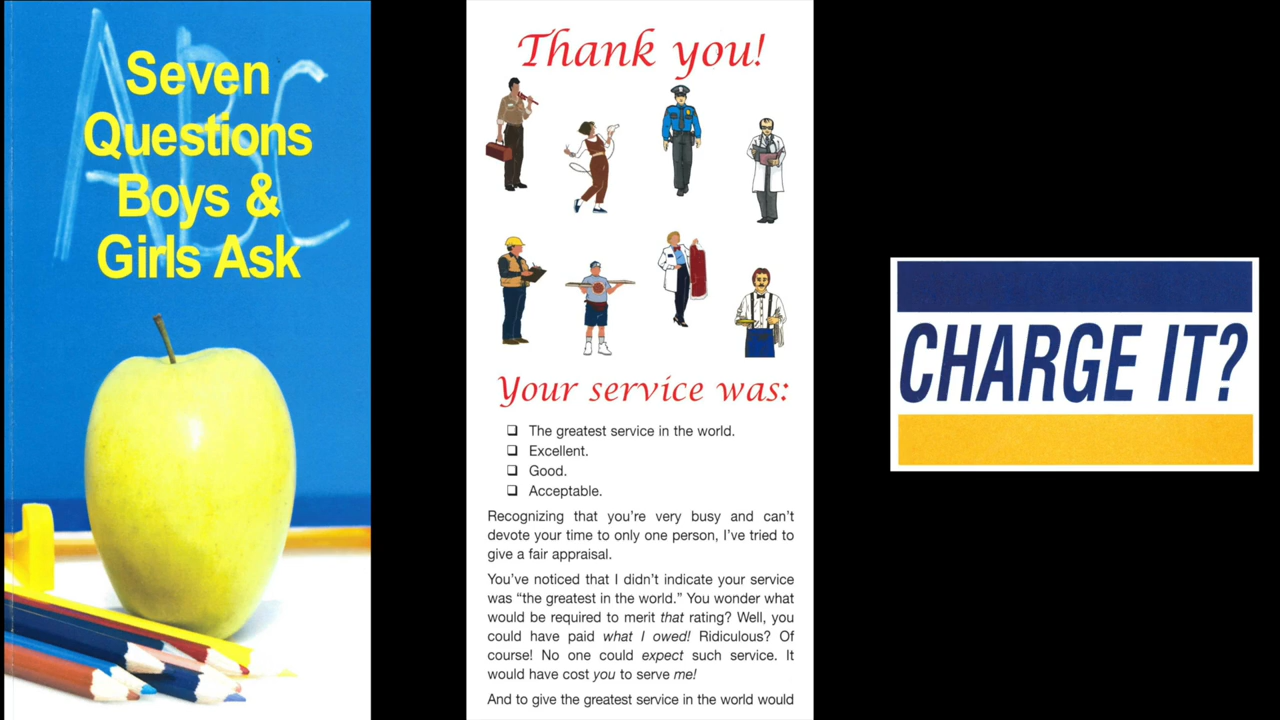 ABC
Seven
Questions
Boys &
Girls Ask
Thank you!
Your service was:
❑ The greatest service in the world.
❑ Excellent.
❑ Good.
❑ Acceptable.
Recognizing that you're very busy and can't
devote your time to only one person, I've tried to
give a fair appraisal.
You've noticed that I didn't indicate your service
was “the greatest in the world.” You wonder what
would be required to merit that rating? Well, you
could have paid what I owed! Ridiculous? Of
course! No one could expect such service. It
would have cost you to serve me!
And to give the greatest service in the world would
CHARGE IT?